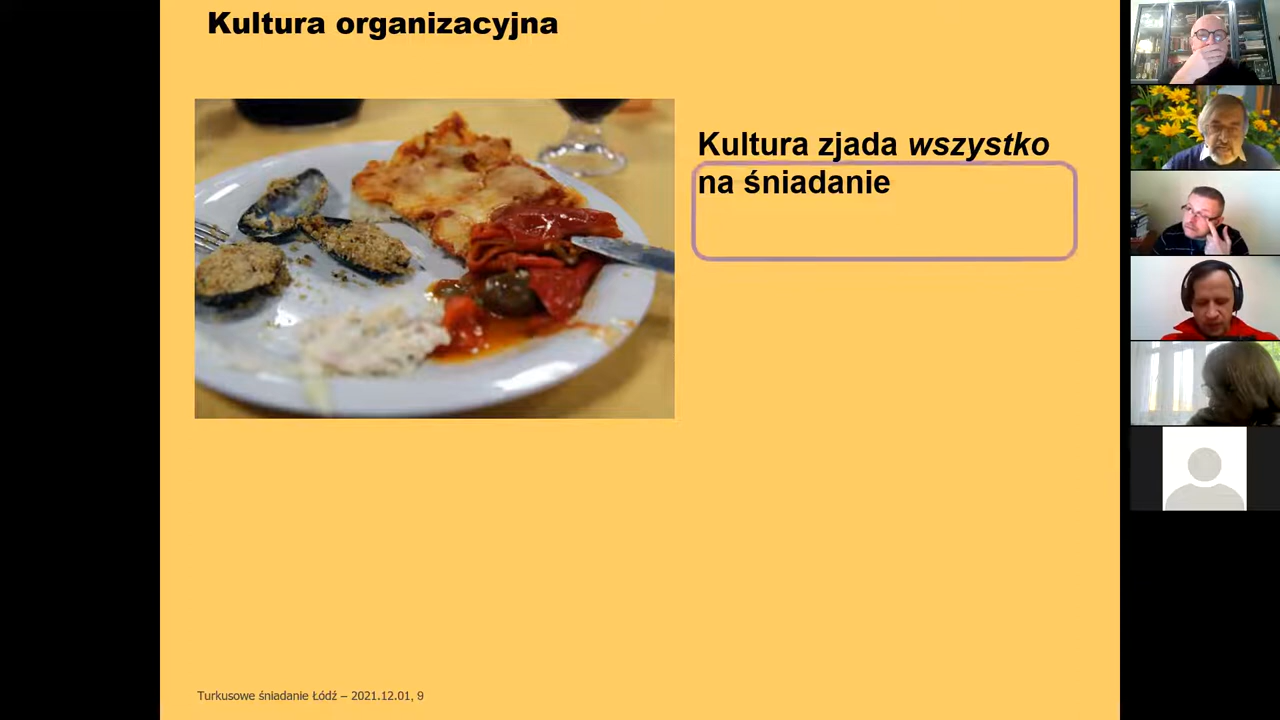 Kultura organizacyjna
Kultura zjada wszystko
na śniadanie
Turkusowe śniadanie Łódź – 2021.12.01, 9